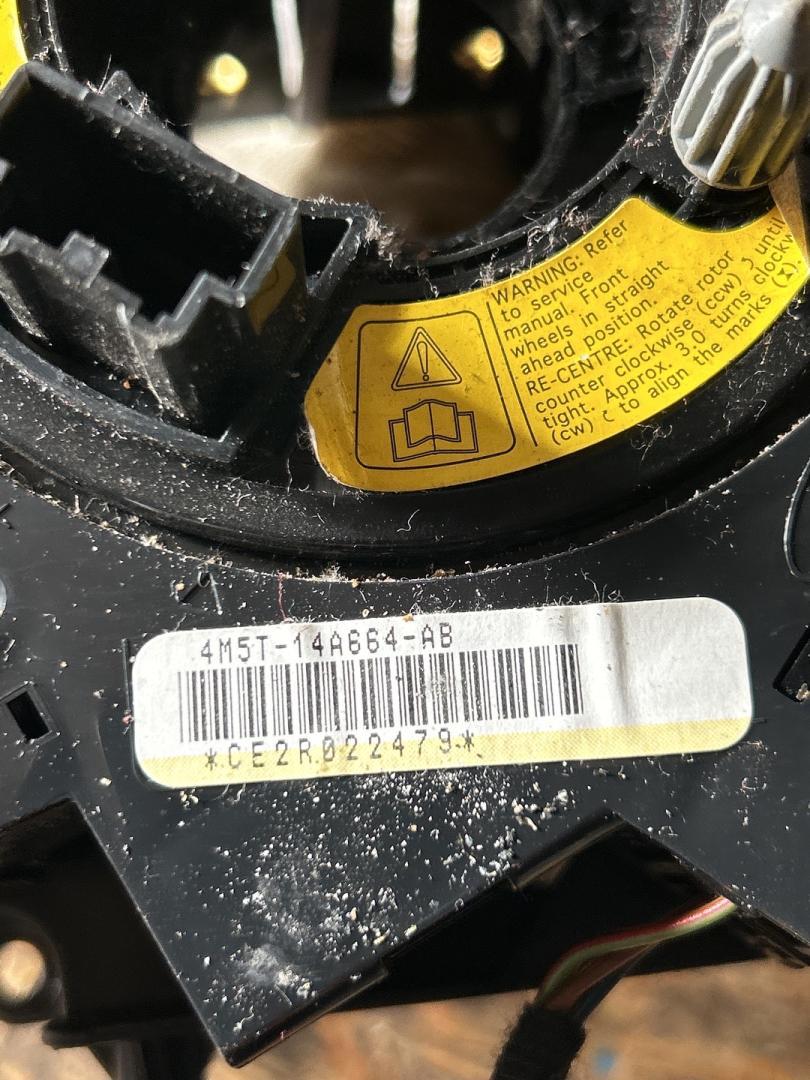 WARNING: Refer
to service
manual. Front
wheels in straight
ahead position.
RE-CENTRE: Rotate rotor
counter clockwise (ccw) until
tight. Approx. 3.0 turns clockw
(cw) to align the marks (x)
4M5T-14A664-AB
*CE2R022479*